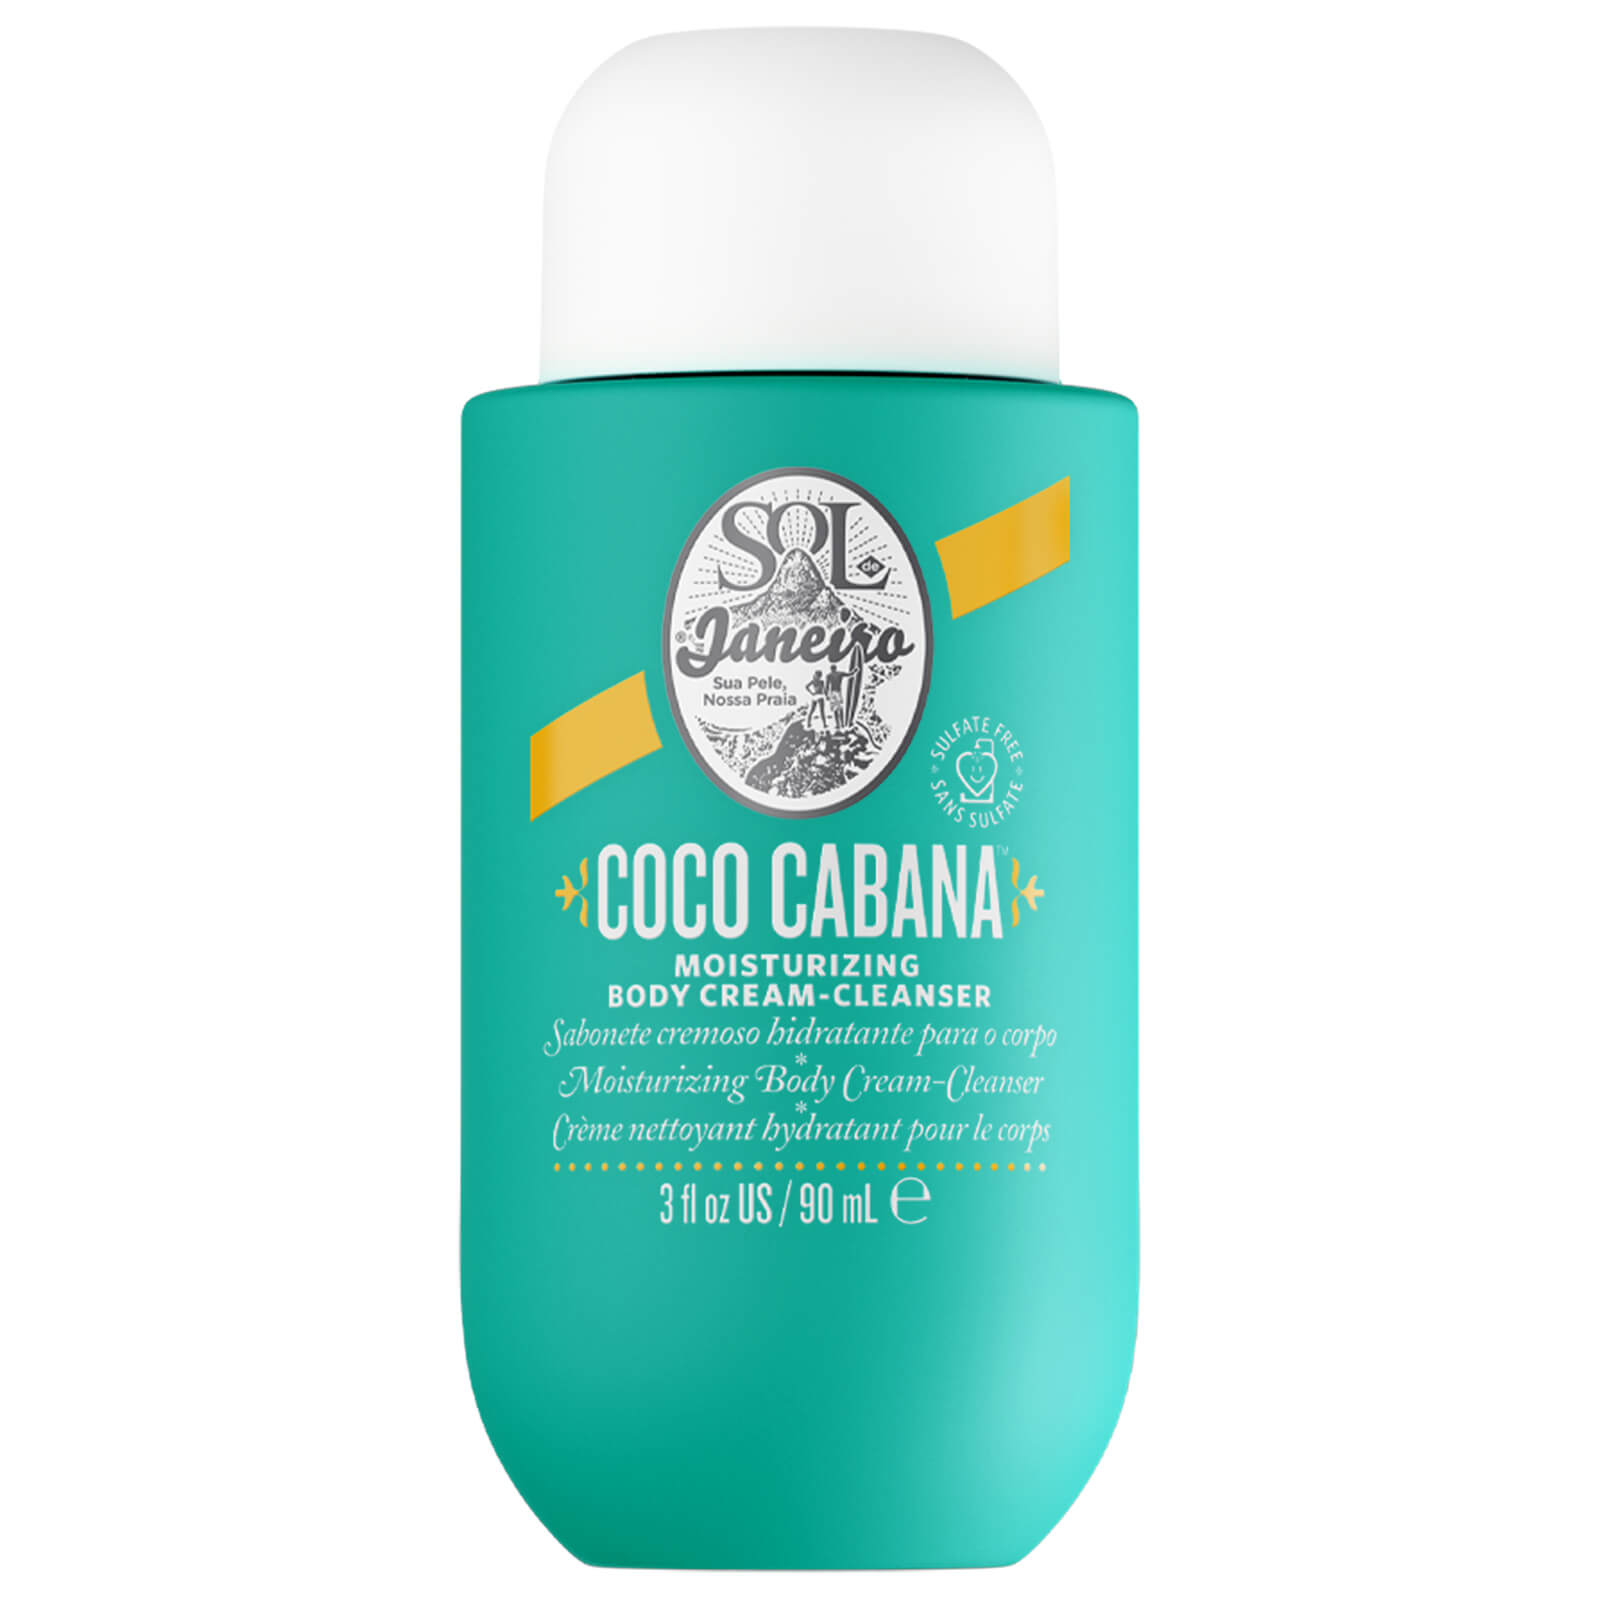 SOL
de
Janeiro®
Sua Pele,
Nossa Praia
SULFATE FREE
SANS SULFATE
COCO CABANA™
MOISTURIZING
BODY CREAM-CLEANSER
Sabonete cremoso hidratante para o corpo
*
Moisturizing Body Cream-Cleanser
*
Crème nettoyant hydratant pour le corps
3 fl oz US / 90 mL ℮